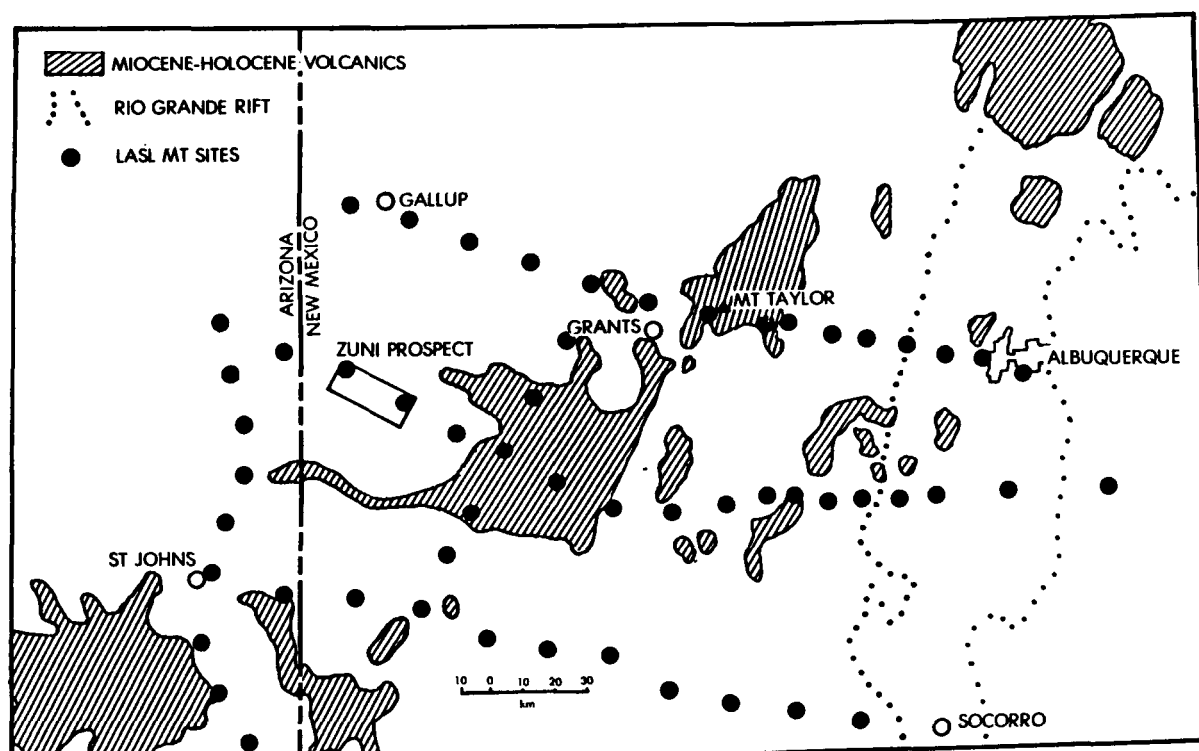 MIOCENE-HOLOCENE VOLCANICS
RIO GRANDE RIFT
LASL MT SITES
GALLUP
ARIZONA
NEW MEXICO
MT TAYLOR
GRANTS
ZUNI PROSPECT
ALBUQUERQUE
ST JOHNS
10 0 10 20 30
km
SOCORRO